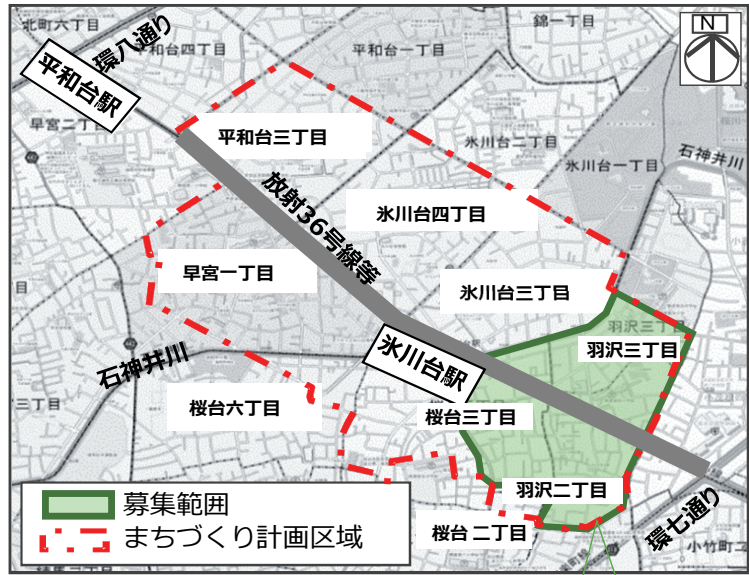 北町六丁目
環八通り
平和台四丁目
平和台一丁目
錦一丁目
N
平和台駅
早宮二丁目
平和台三丁目
氷川台二丁目
氷川台一丁目
石神井川
放射36号線等
氷川台四丁目
早宮一丁目
氷川台三丁目
羽沢三丁目
羽沢三丁目
氷川台駅
石神井川
桜台六丁目
桜台三丁目
羽沢二丁目
桜台 二丁目
環七通り
小竹町二
募集範囲
まちづくり計画区域